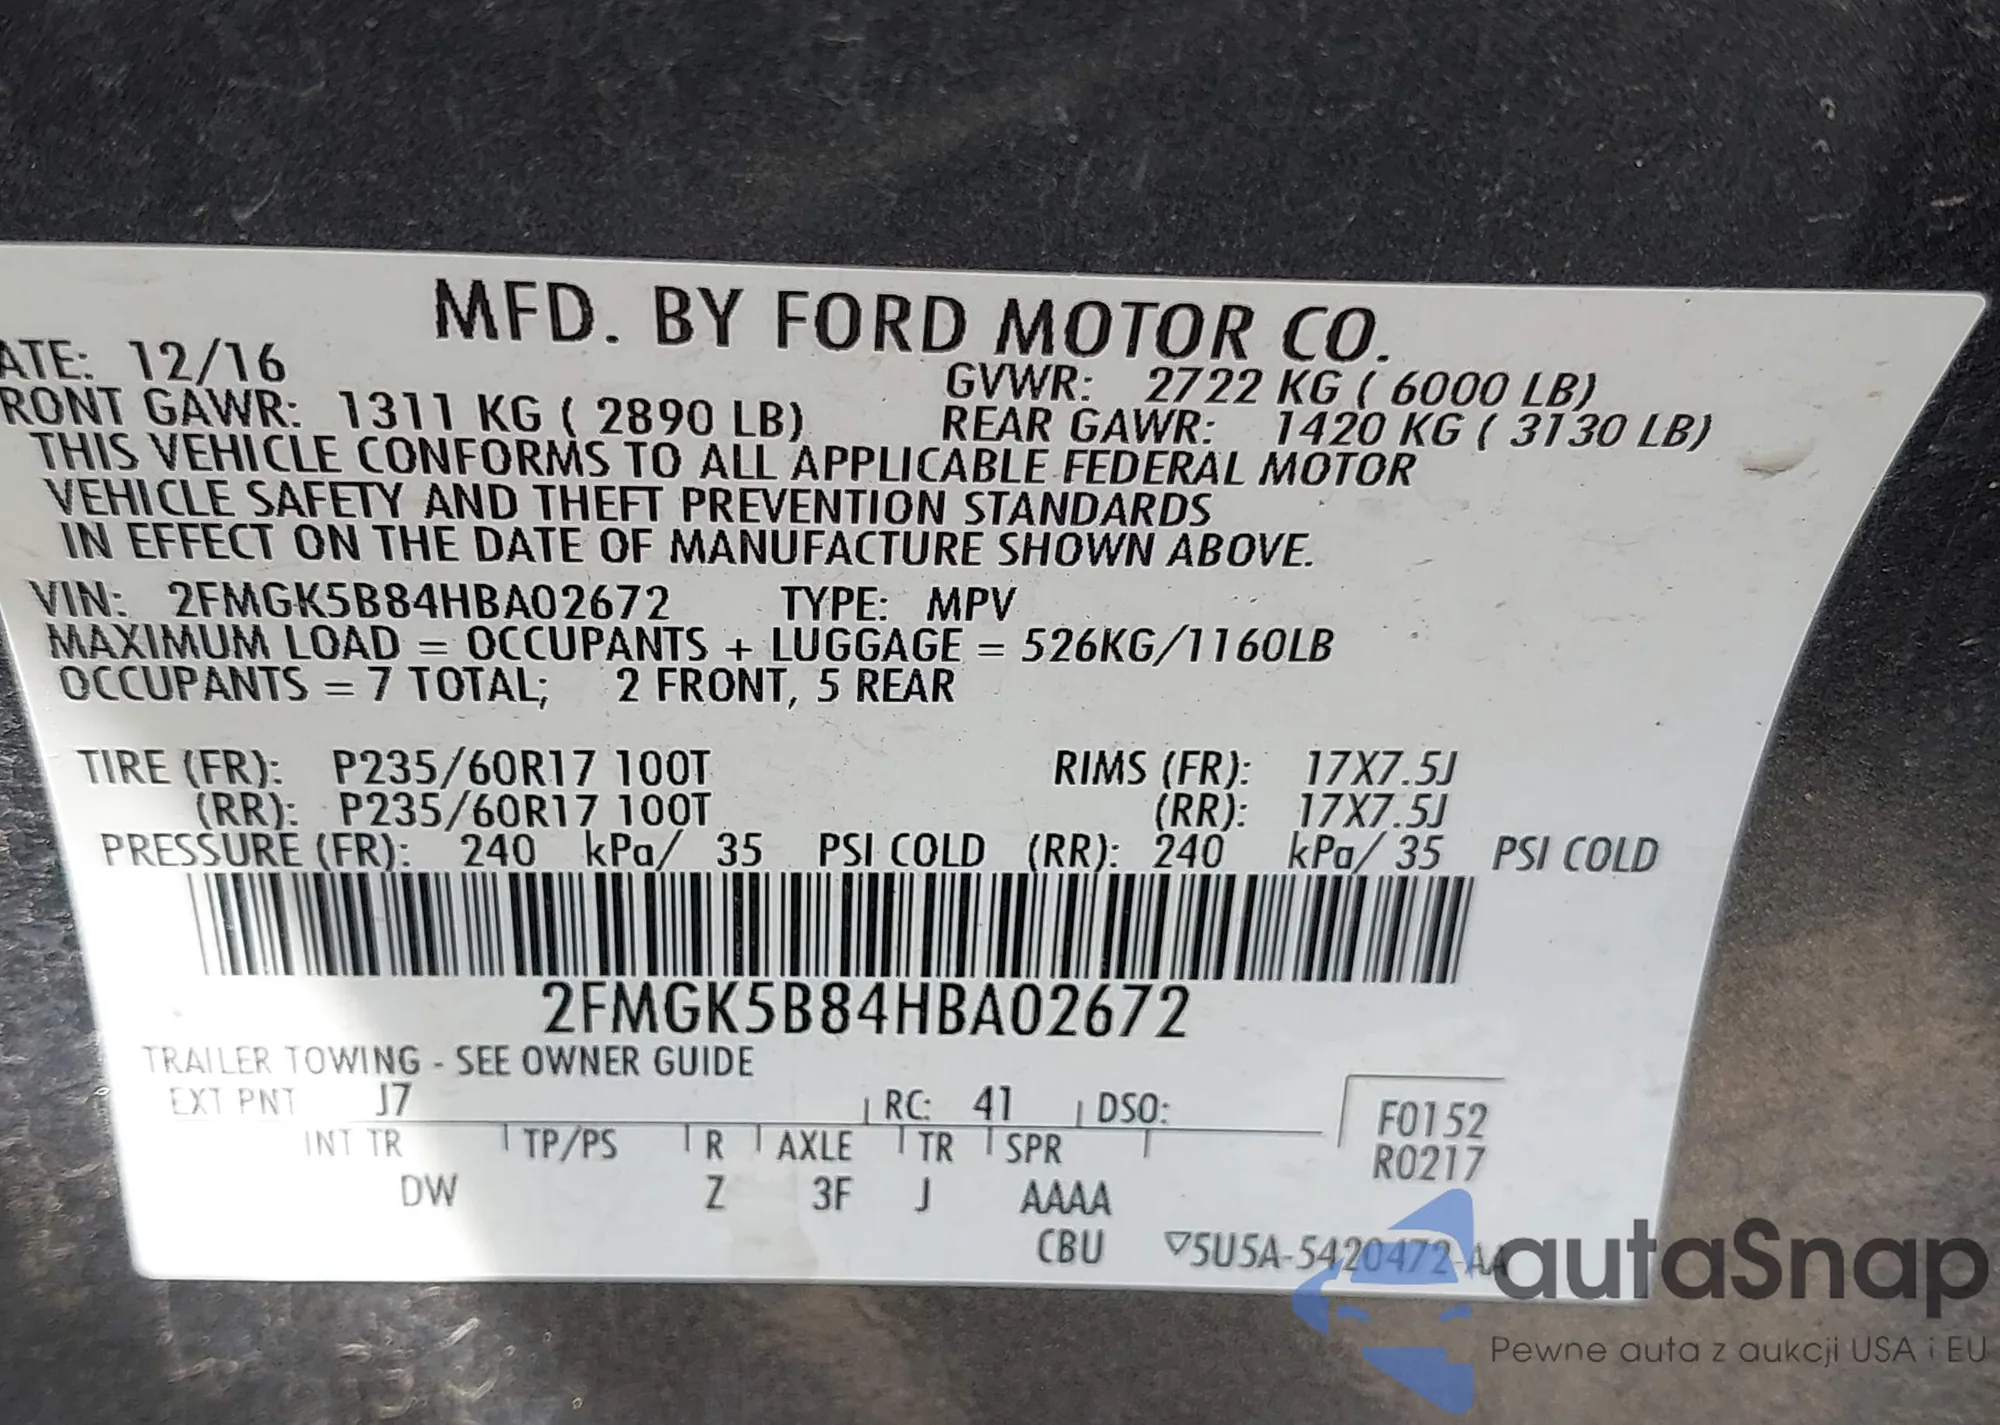 MFD. BY FORD MOTOR CO.
ATE: 12/16
GVWR: 2722 KG ( 6000 LB)
RONT GAWR: 1311 KG ( 2890 LB)
REAR GAWR: 1420 KG ( 3130 LB)
THIS VEHICLE CONFORMS TO ALL APPLICABLE FEDERAL MOTOR
VEHICLE SAFETY AND THEFT PREVENTION STANDARDS
IN EFFECT ON THE DATE OF MANUFACTURE SHOWN ABOVE.
VIN: 2FMGK5B84HBA02672 TYPE: MPV
MAXIMUM LOAD = OCCUPANTS + LUGGAGE = 526KG/1160LB
OCCUPANTS = 7 TOTAL; 2 FRONT, 5 REAR
TIRE (FR): P235/60R17 100T RIMS (FR): 17X7.5J
(RR): P235/60R17 100T (RR): 17X7.5J
PRESSURE (FR): 240 kPa/ 35 PSI COLD (RR): 240 kPa/ 35 PSI COLD
2FMGK5B84HBA02672
TRAILER TOWING - SEE OWNER GUIDE
EXT PNT J7 RC: 41 DSO:
F0152
R0217
INT TR TP/PS R AXLE TR SPR
DW Z 3F J AAAA
CBU ▽5U5A-5420472-AA
autaSnap
Pewne auta z aukcji USA i EU